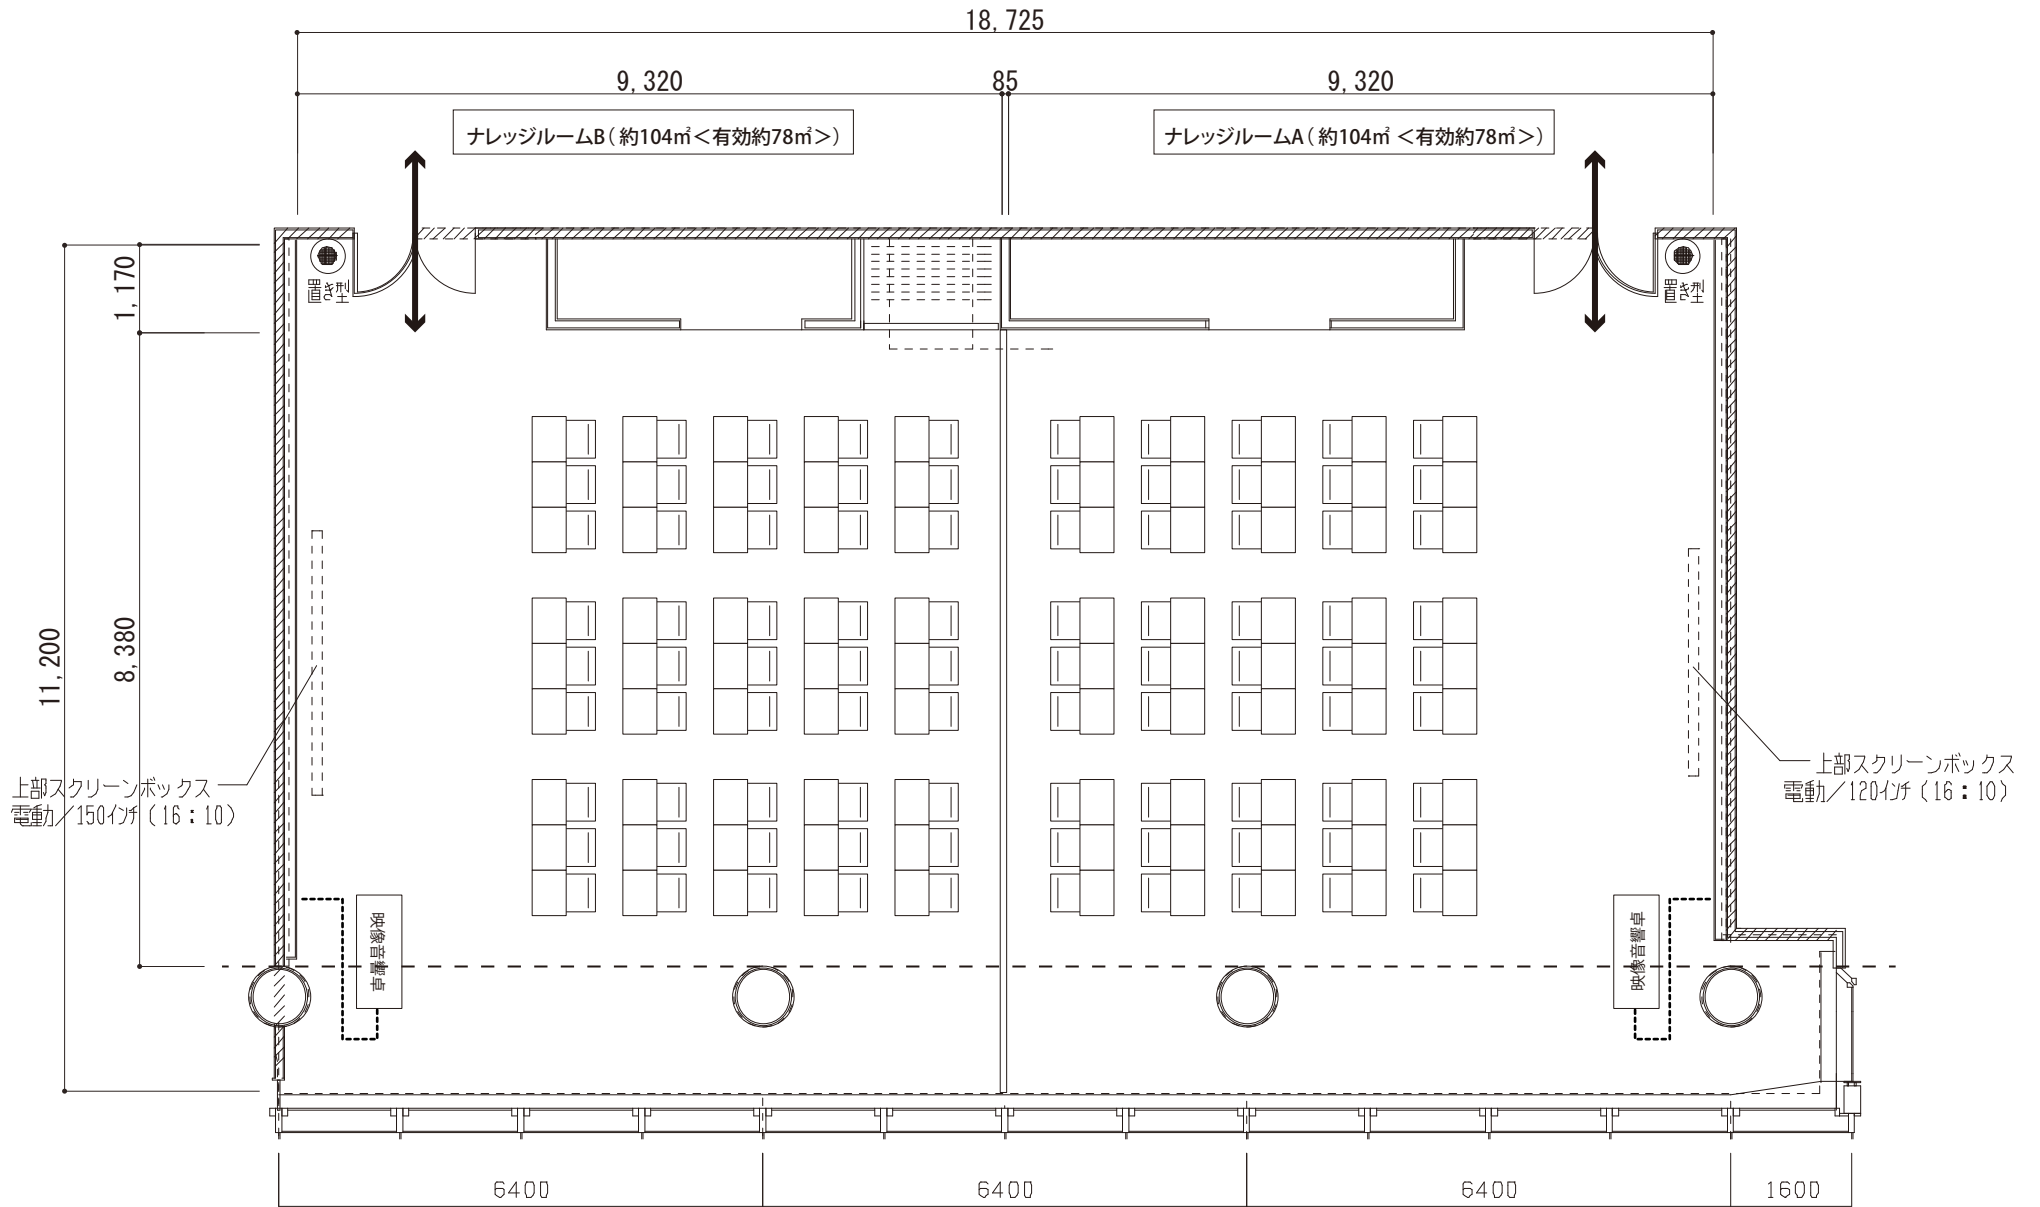 18,725
9,320
85
9,320
ナレッジルームB（約104㎡＜有効約78㎡＞）
ナレッジルームA（約104㎡＜有効約78㎡＞）
置き型
置き型
1,170
8,380
11,200
上部スクリーンボックス
電動／150インチ（16：10）
上部スクリーンボックス
電動／120インチ（16：10）
映像音響卓
映像音響卓
6400
6400
6400
1600